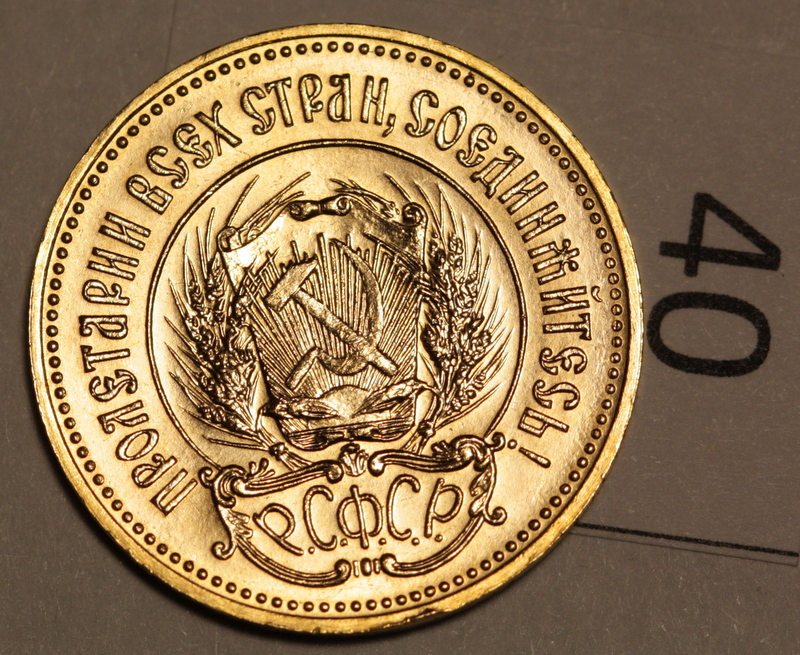 ПРОЛЕТАРИИ ВСЕХ СТРАН, СОЕДИНЯЙТЕСЬ!
Р.С.Ф.С.Р.
40